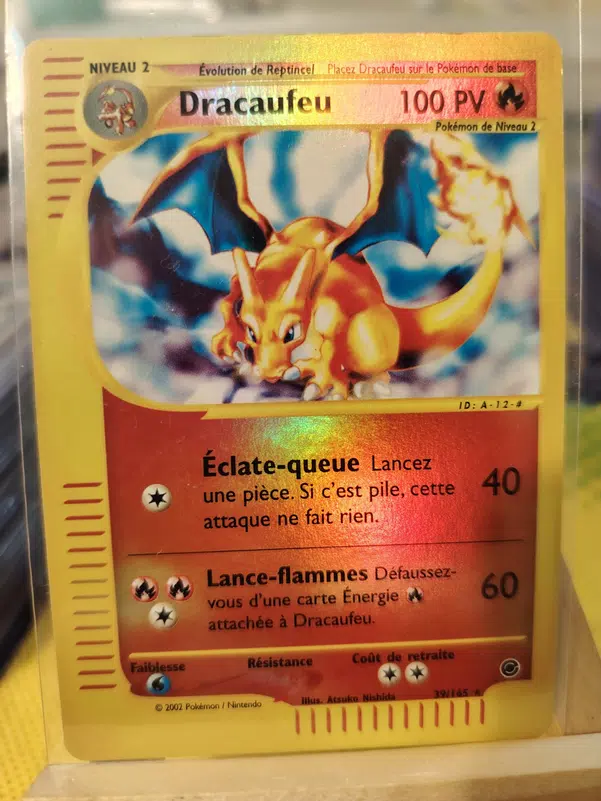 NIVEAU 2
Évolution de Reptincel Placez Dracaufeu sur le Pokémon de base
Dracaufeu 100 PV
Pokémon de Niveau 2
ID: A-12-#
Éclate-queue Lancez
une pièce. Si c'est pile, cette
attaque ne fait rien.
40
Lance-flammes Défaussez-
vous d'une carte Énergie
attachée à Dracaufeu.
60
Faiblesse Résistance Coût de retraite
Illus. Atsuko Nishida 39/165
© 2002 Pokémon / Nintendo